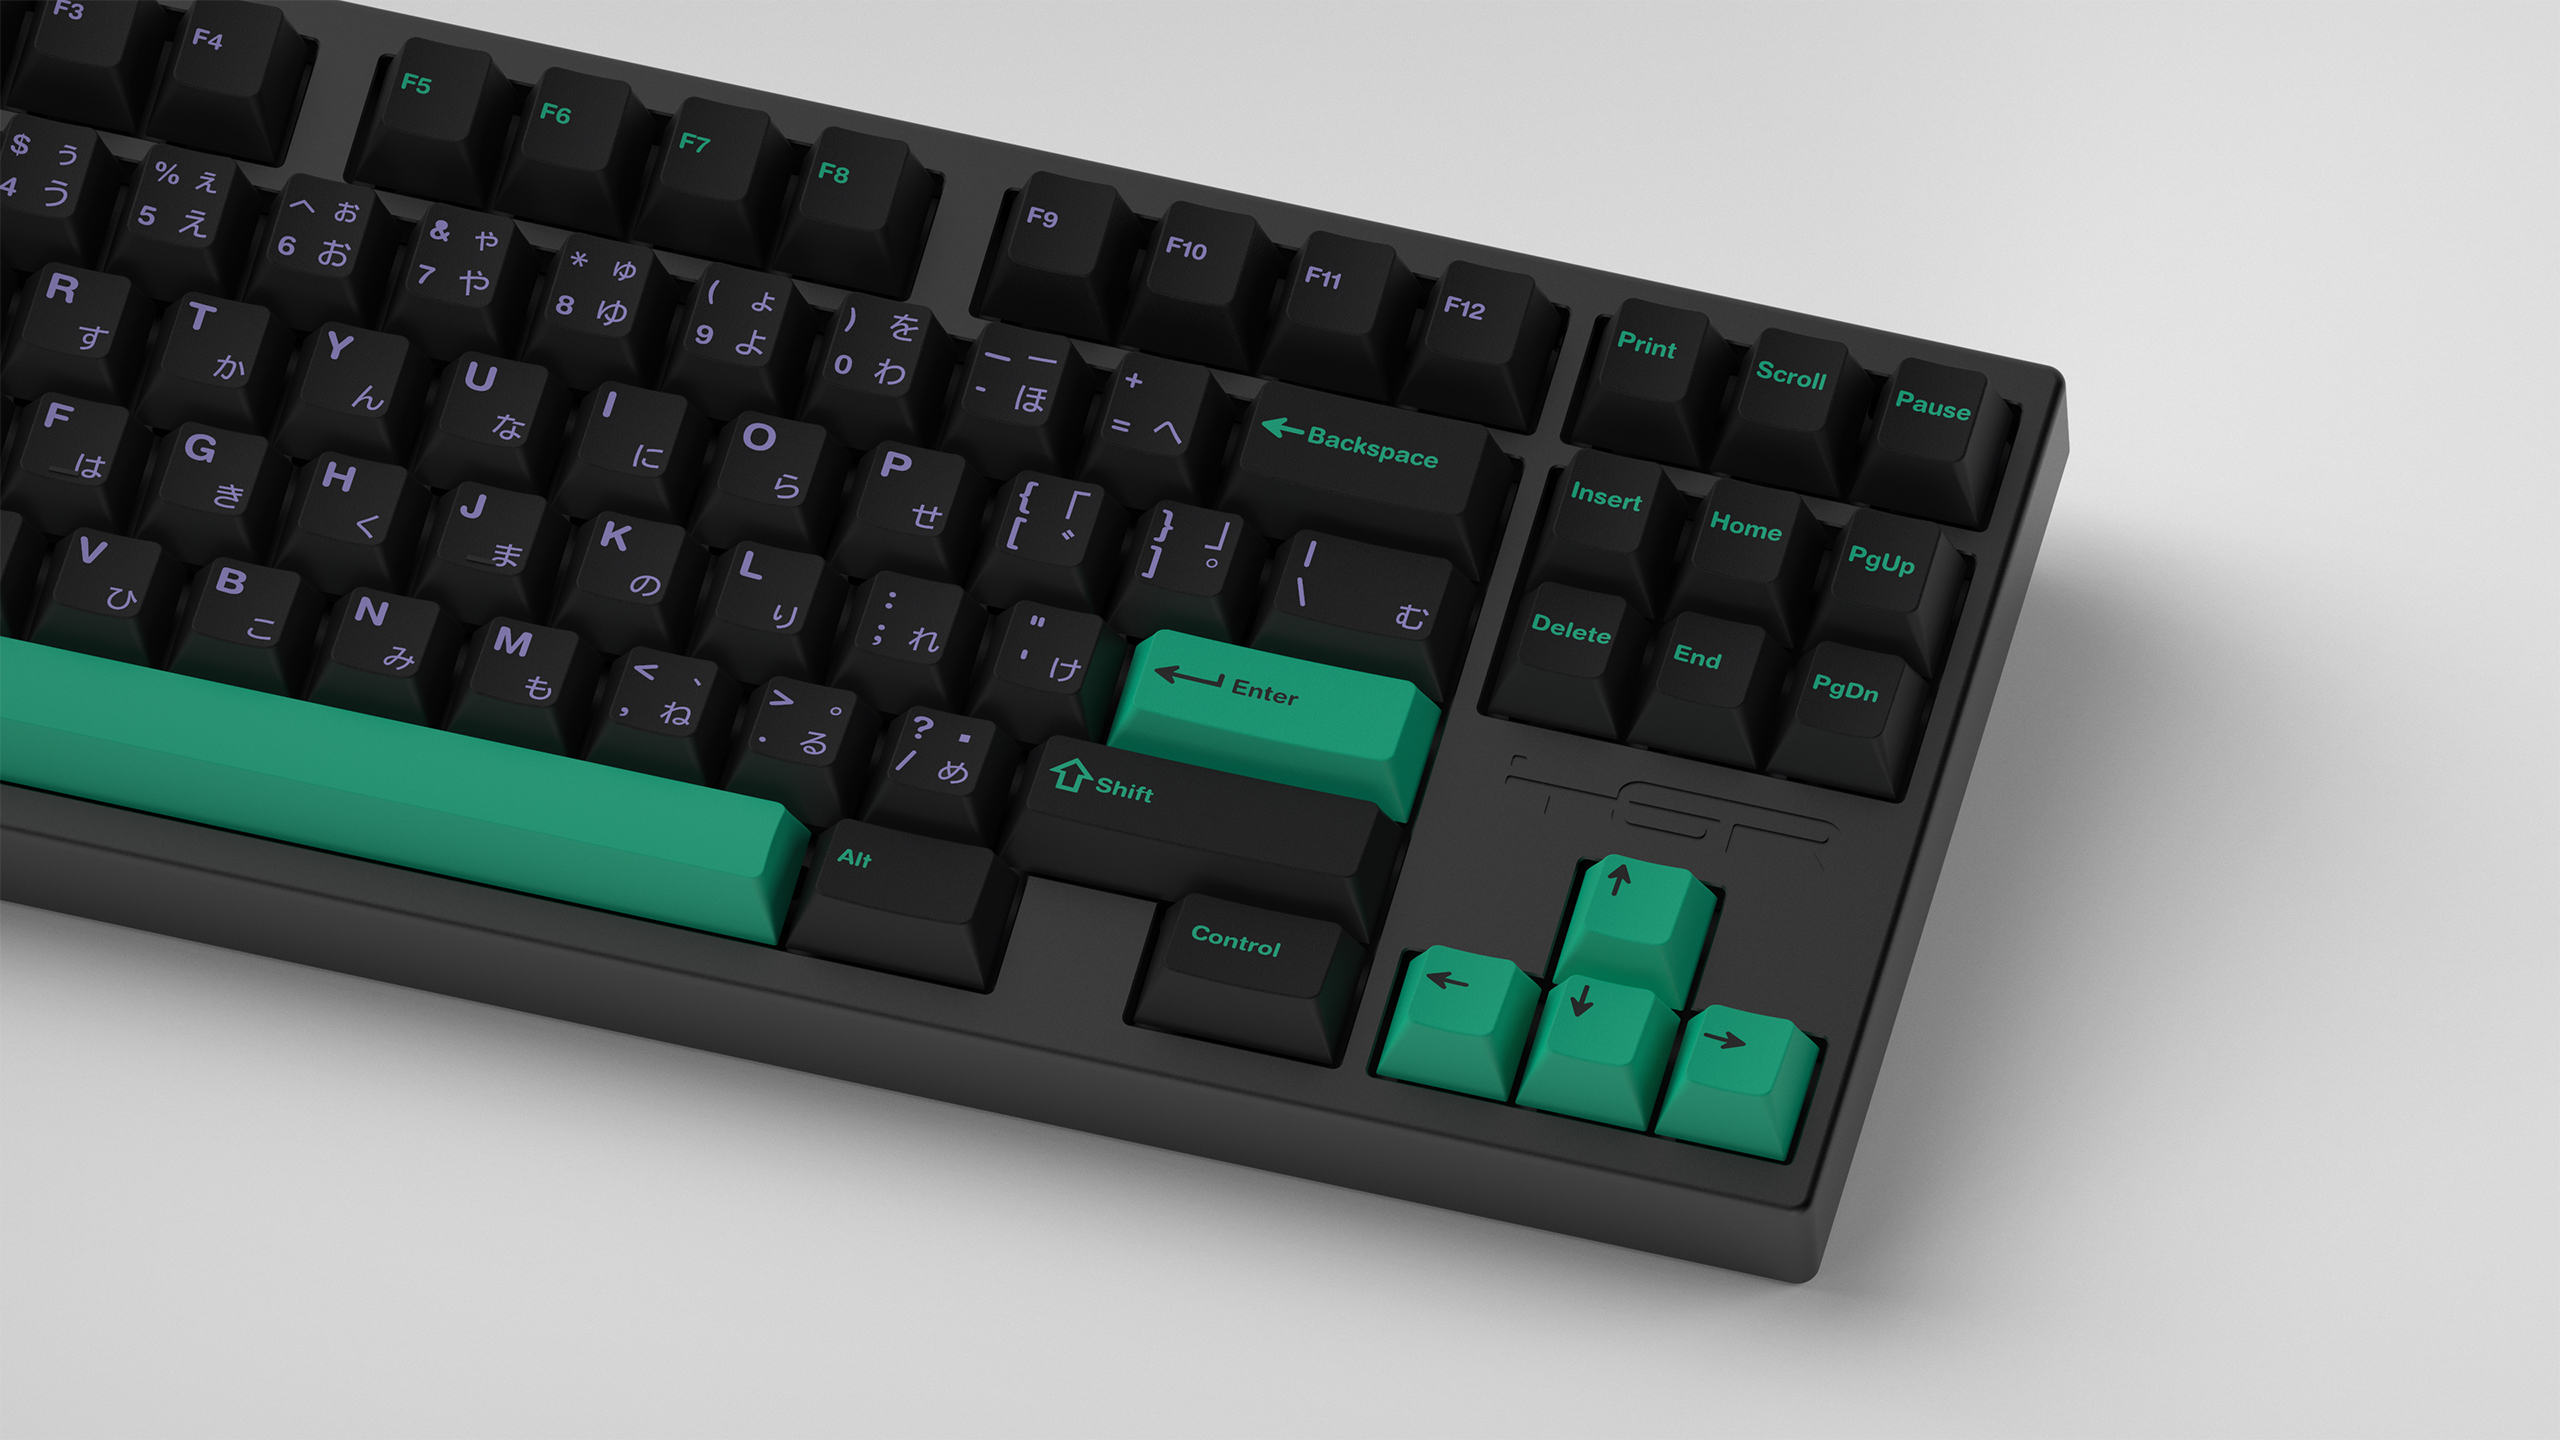 F3 F4 F5 F6 F7 F8 F9 F10 F11 F12 Print Scroll Pause
$ ぅ
4 う
% ぇ
5 え
^ ぉ
6 お
& ゃ
7 や
* ゅ
8 ゆ
( ょ
9 よ
) を
0 わ
_ —
- ほ
+
= へ
←Backspace
Insert Home PgUp
R
す
T
か
Y
ん
U
な
I
に
O
ら
P
せ
{ 「
[ ゛
} 」
] °
|
\ む
Delete End PgDn
F
は
G
き
H
く
J
ま
K
の
L
り
:
; れ
"
' け
Enter
V
ひ
B
こ
N
み
M
も
< 、
, ね
> 。
. る
? ・
/ め
Shift
TGR
↑
Alt
Control
← ↓ →